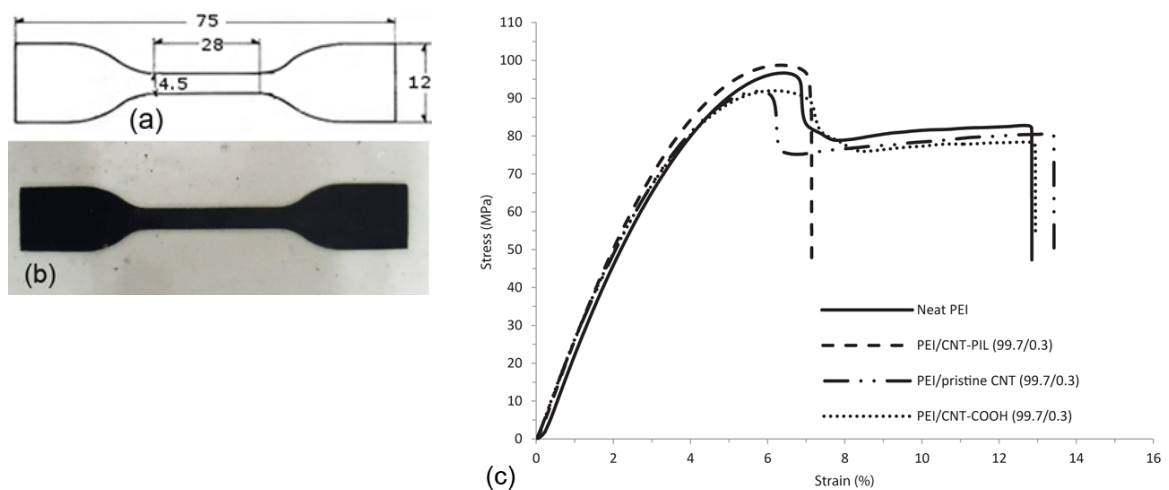 75
28
4.5
12
(a)
(b)
Stress (MPa)
110
100
90
80
70
60
50
40
30
20
10
0
Neat PEI
PEI/CNT-PIL (99.7/0.3)
PEI/pristine CNT (99.7/0.3)
PEI/CNT-COOH (99.7/0.3)
0 2 4 6 8 10 12 14 16
Strain (%)
(c)